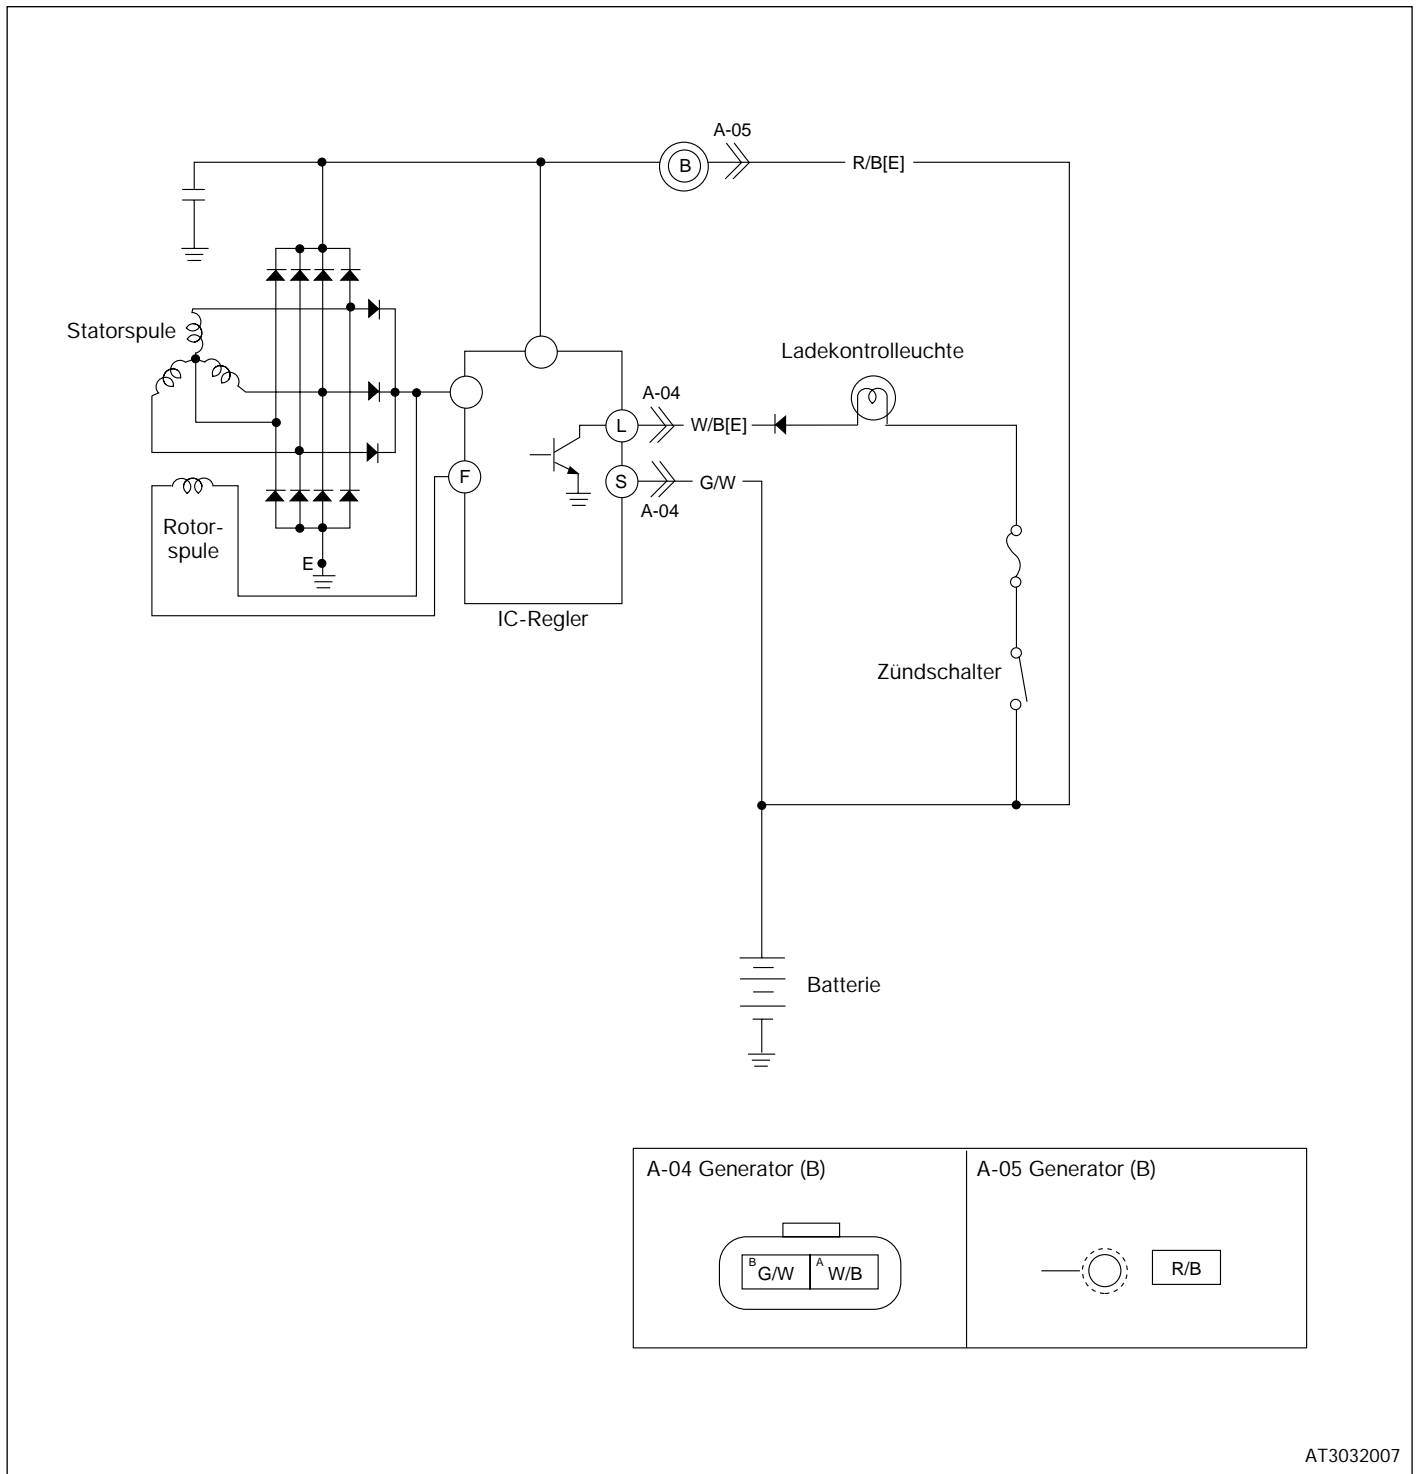 A-05
B
R/B[E]
Statorspule
Ladekontrolleuchte
A-04
L
W/B[E]
F
S
G/W
A-04
Rotor-
spule
E
IC-Regler
Zündschalter
Batterie
A-04 Generator (B)
A-05 Generator (B)
B G/W
A W/B
R/B
AT3032007